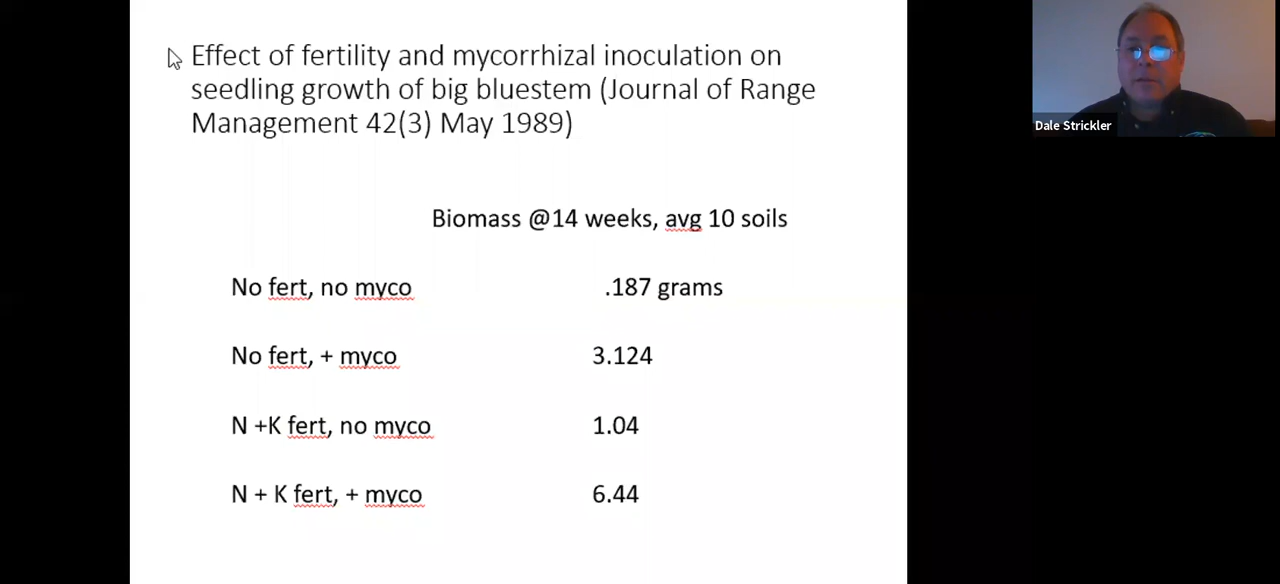 Effect of fertility and mycorrhizal inoculation on
seedling growth of big bluestem (Journal of Range
Management 42(3) May 1989)
Dale Strickler
Biomass @14 weeks, avg 10 soils
No fert, no myco .187 grams
No fert, + myco 3.124
N +K fert, no myco 1.04
N + K fert, + myco 6.44